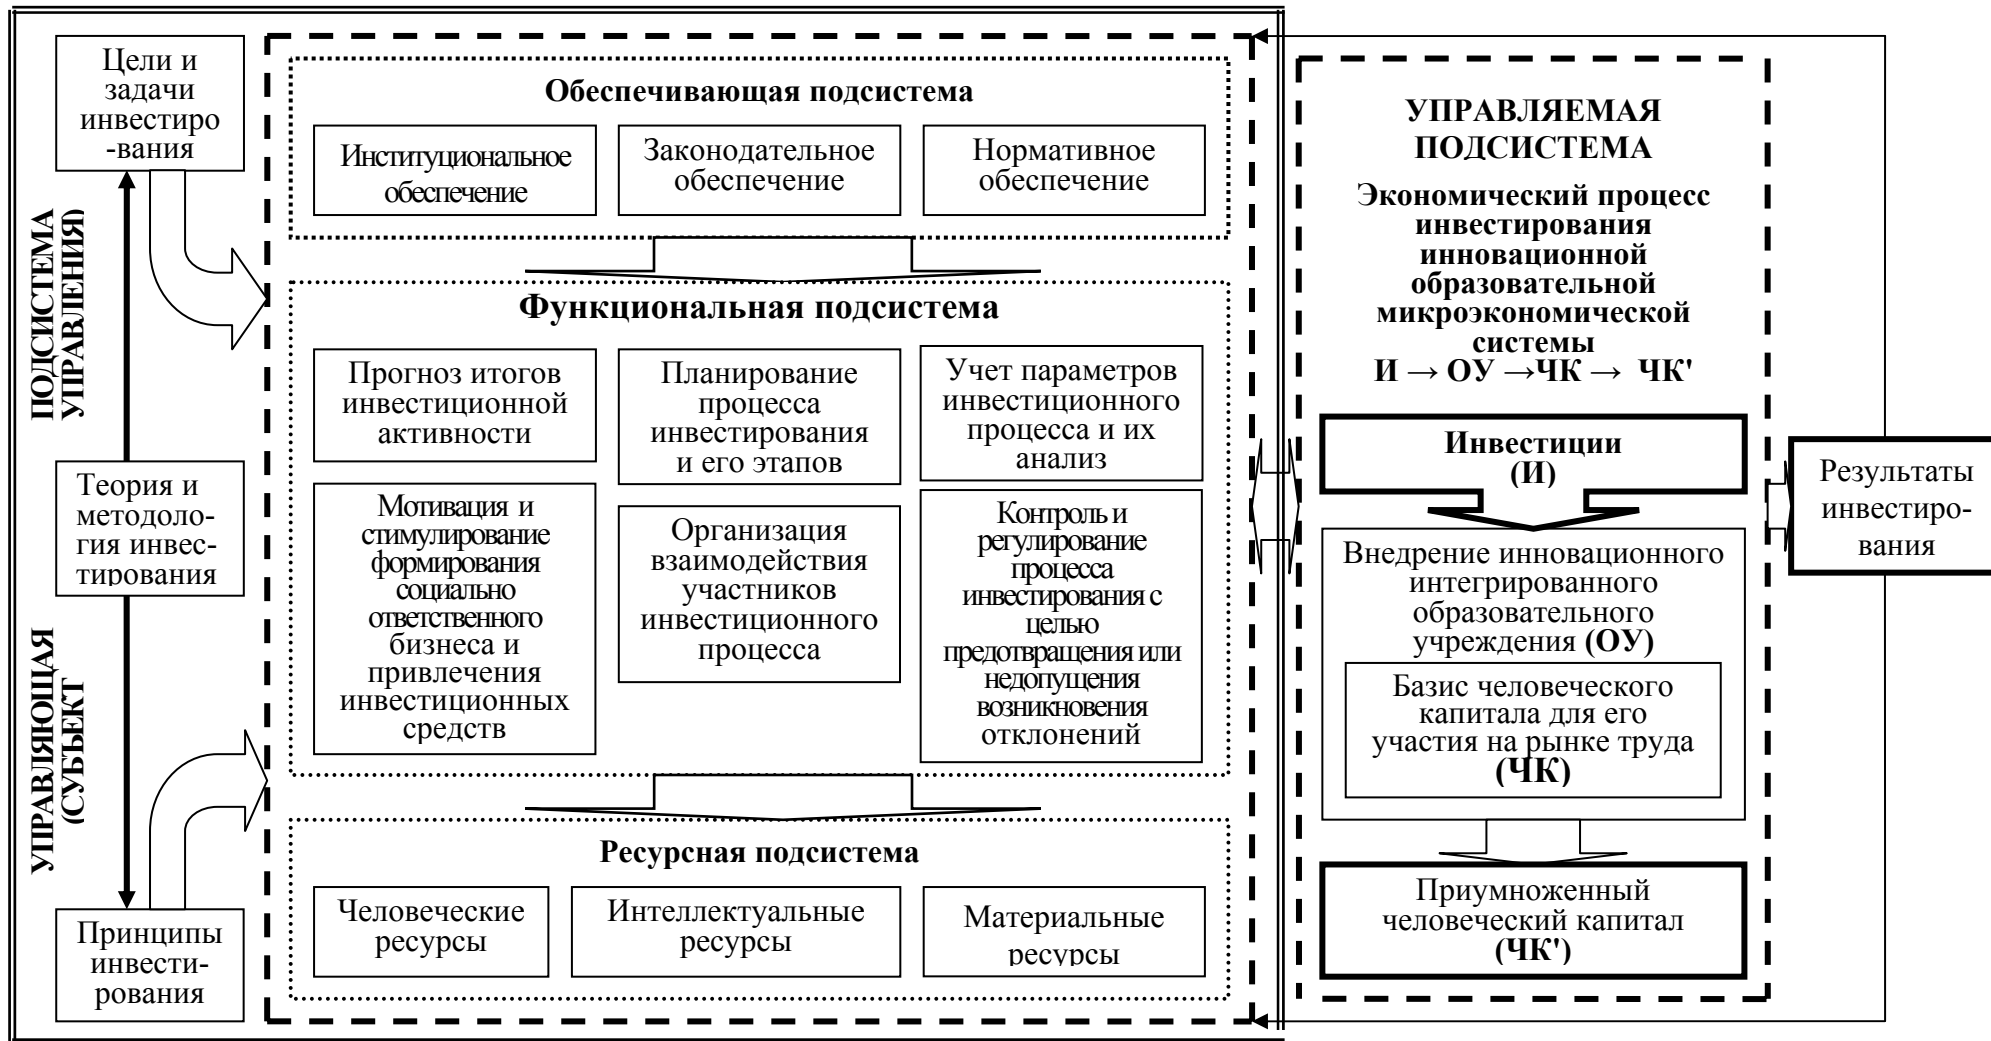 Цели и
задачи
инвестиро
-вания
ПОДСИСТЕМА
УПРАВЛЕНИЯ)
Теория и
методоло-
гия инвес-
тирования
УПРАВЛЯЮЩАЯ
(СУБЪЕКТ
Принципы
инвести-
рования
Обеспечивающая подсистема
Институциональное
обеспечение
Законодательное
обеспечение
Нормативное
обеспечение
Функциональная подсистема
Прогноз итогов
инвестиционной
активности
Планирование
процесса
инвестирования
и его этапов
Учет параметров
инвестиционного
процесса и их
анализ
Мотивация и
стимулирование
формирования
социально
ответственного
бизнеса и
привлечения
инвестиционных
средств
Организация
взаимодействия
участников
инвестиционного
процесса
Контроль и
регулирование
процесса
инвестирования с
целью
предотвращения или
недопущения
возникновения
отклонений
Ресурсная подсистема
Человеческие
ресурсы
Интеллектуальные
ресурсы
Материальные
ресурсы
УПРАВЛЯЕМАЯ
ПОДСИСТЕМА
Экономический процесс
инвестирования
инновационной
образовательной
микроэкономической
системы
И → ОУ →ЧК → ЧК'
Инвестиции
(И)
Внедрение инновационного
интегрированного
образовательного
учреждения (ОУ)
Базис человеческого
капитала для его
участия на рынке труда
(ЧК)
Приумноженный
человеческий капитал
(ЧК')
Результаты
инвестиро-
вания